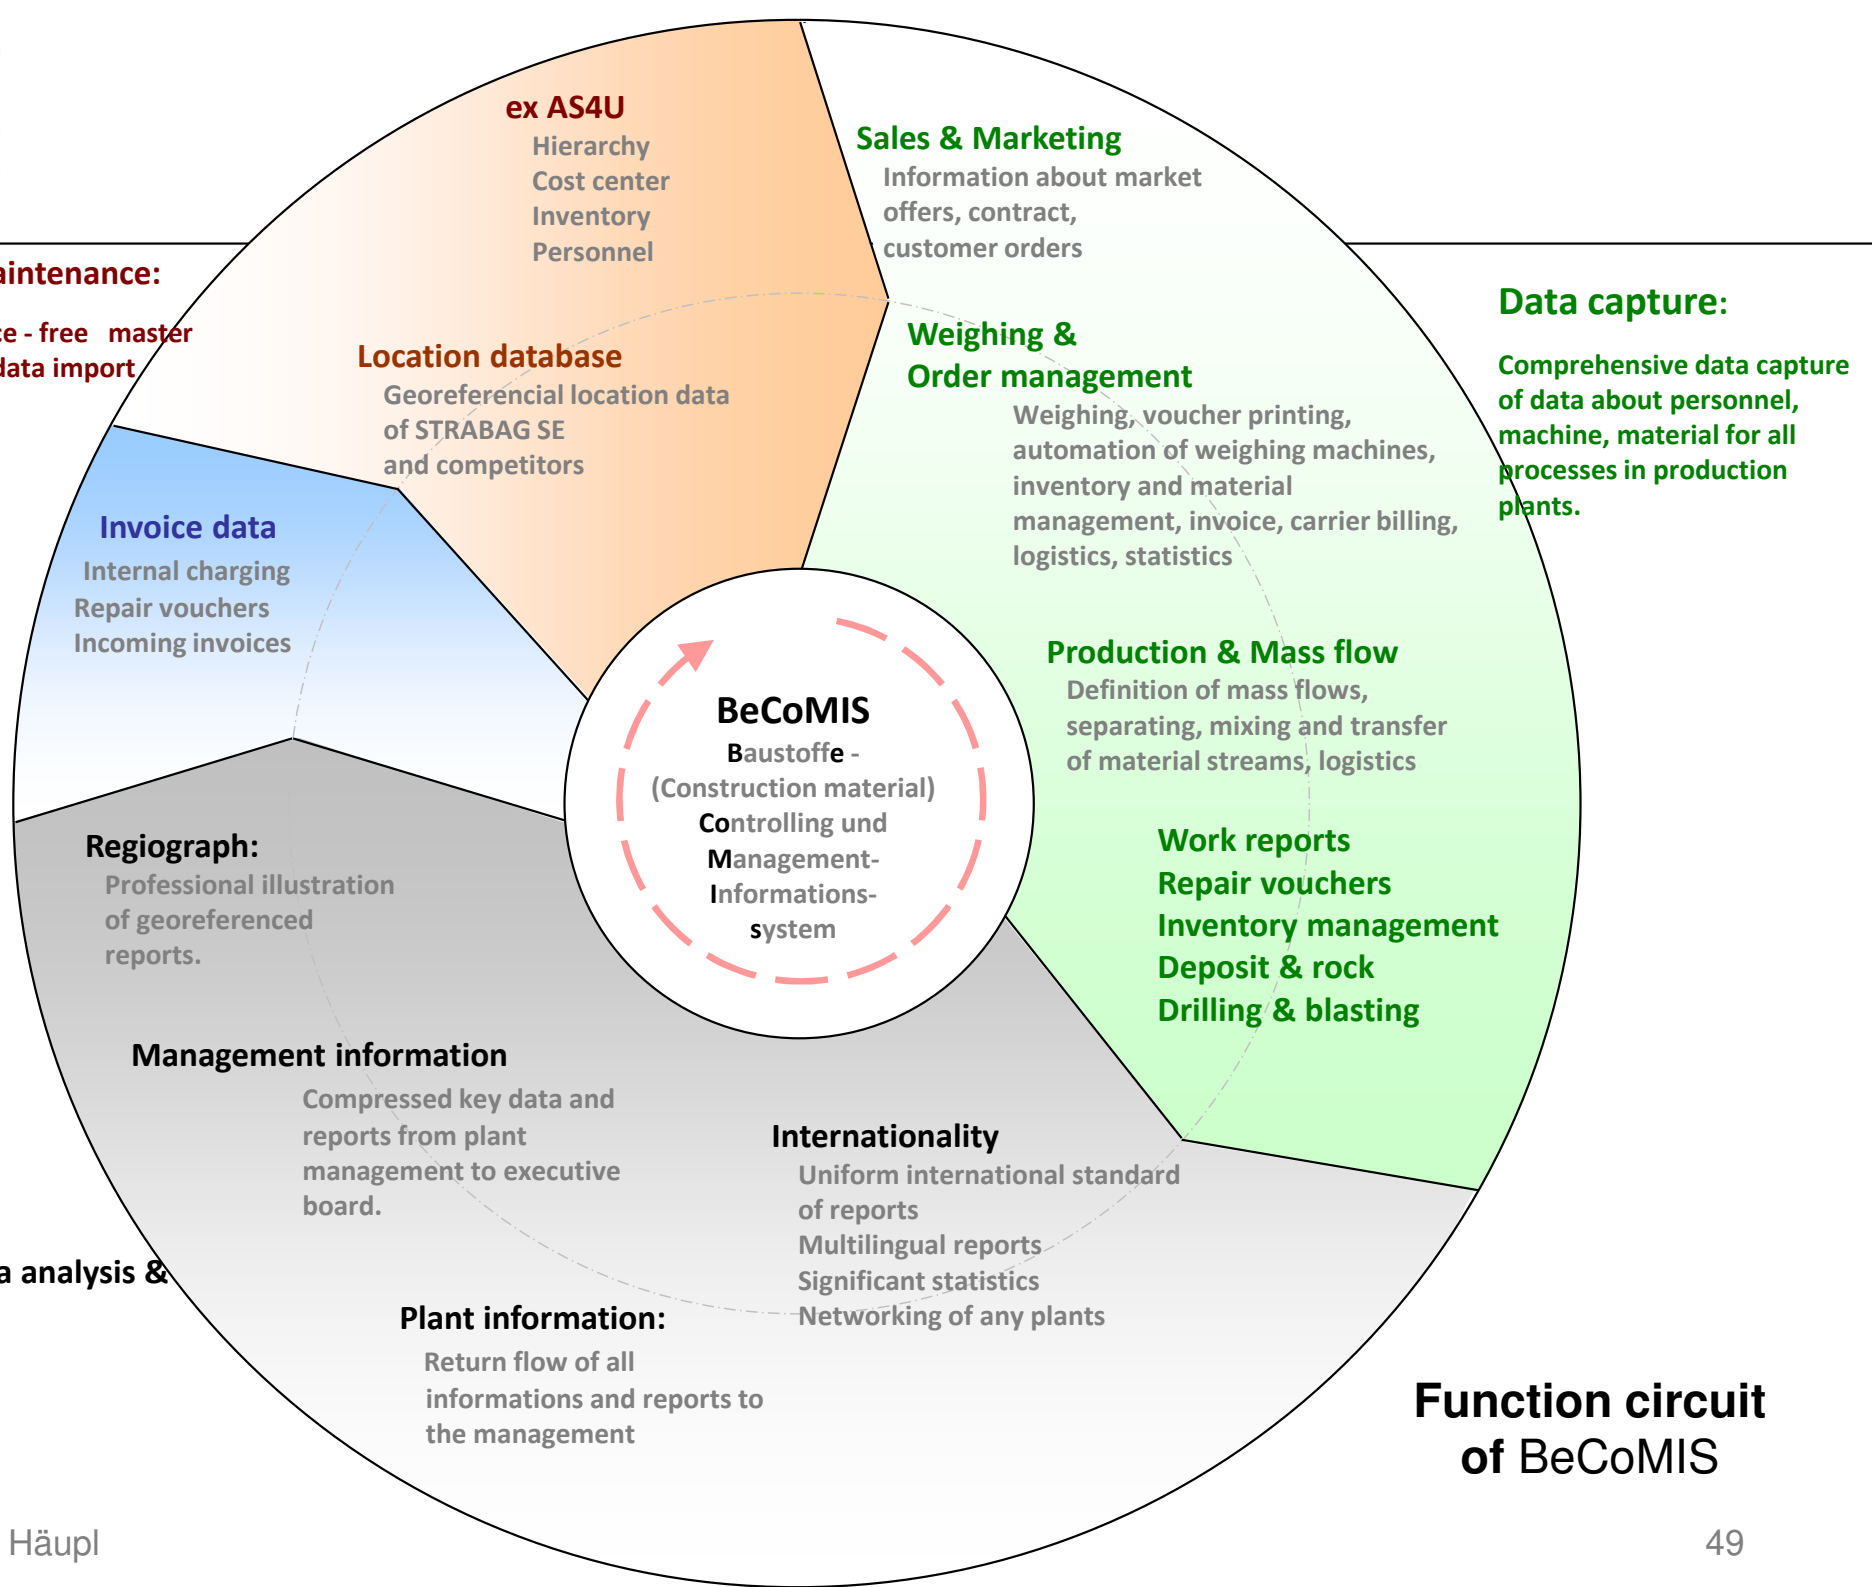 ex AS4U
Hierarchy
Cost center
Inventory
Personnel
Sales & Marketing
Information about market
offers, contract,
customer orders
aintenance:
ce - free master
data import
Location database
Georeferencial location data
of STRABAG SE
and competitors
Weighing &
Order management
Weighing, voucher printing,
automation of weighing machines,
inventory and material
management, invoice, carrier billing,
logistics, statistics
Data capture:
Comprehensive data capture
of data about personnel,
machine, material for all
processes in production
plants.
Invoice data
Internal charging
Repair vouchers
Incoming invoices
Production & Mass flow
Definition of mass flows,
separating, mixing and transfer
of material streams, logistics
BeCoMIS
Baustoffe -
(Construction material)
Controlling und
Management-
Informations-
system
Work reports
Repair vouchers
Inventory management
Deposit & rock
Drilling & blasting
Regiograph:
Professional illustration
of georeferenced
reports.
Management information
Compressed key data and
reports from plant
management to executive
board.
Internationality
Uniform international standard
of reports
Multilingual reports
Significant statistics
Networking of any plants
a analysis &
Plant information:
Return flow of all
informations and reports to
the management
Function circuit
of BeCoMIS
Häupl
49